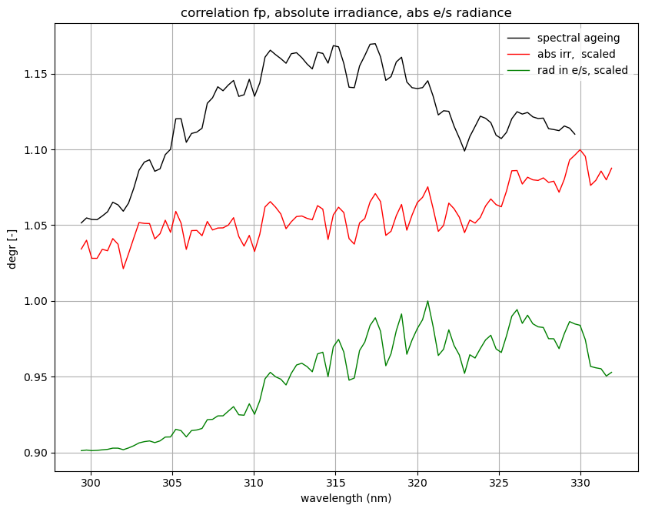 correlation fp, absolute irradiance, abs e/s radiance
spectral ageing
abs irr,  scaled
rad in e/s, scaled
degr [-]
1.15
1.10
1.05
1.00
0.95
0.90
300 305 310 315 320 325 330
wavelength (nm)